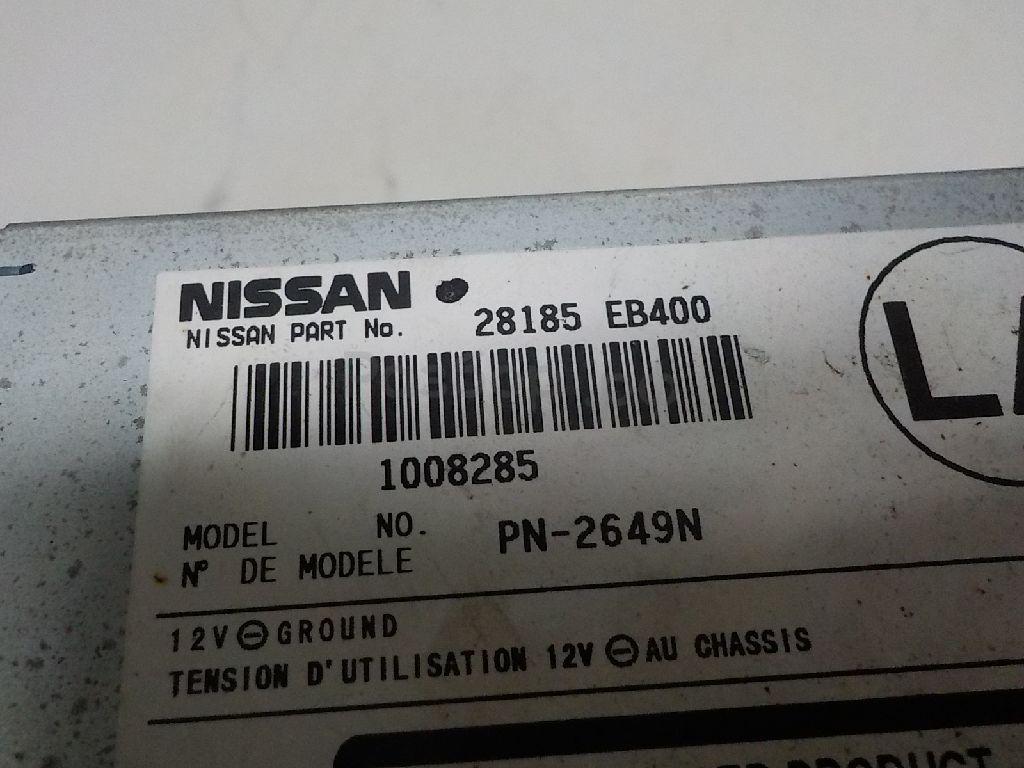 NISSAN
NISSAN PART No. 28185 EB400
1008285
MODEL NO. PN-2649N
Nº DE MODELE
12V⊖GROUND
TENSION D'UTILISATION 12V ⊖ AU CHASSIS
PRODUCT